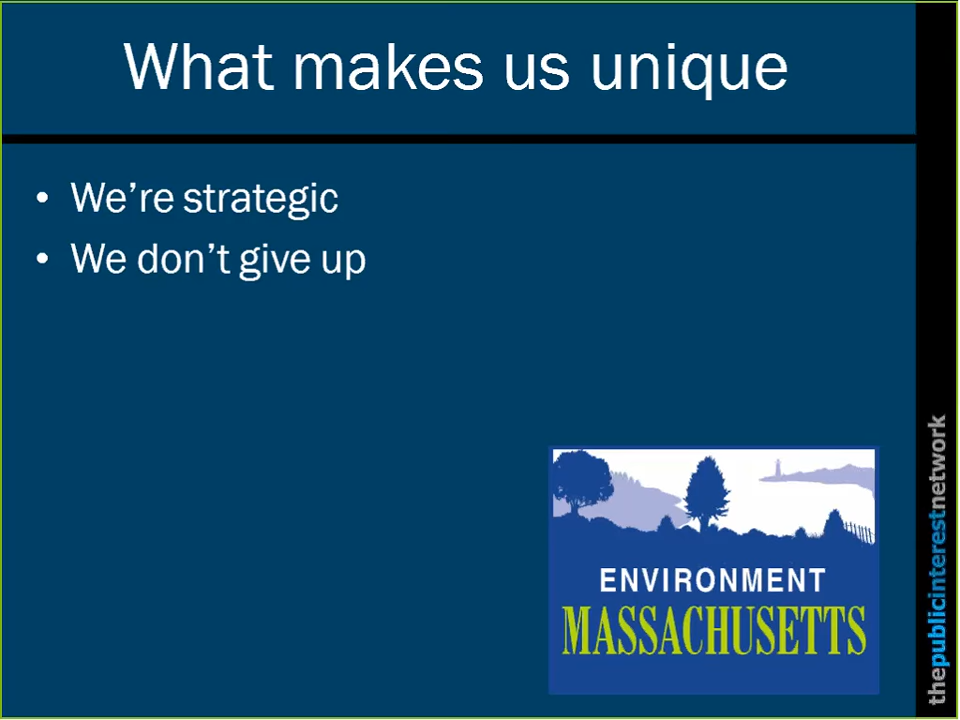 What makes us unique
• We're strategic
• We don't give up
ENVIRONMENT
MASSACHUSETTS
thepublicinterestnetwork